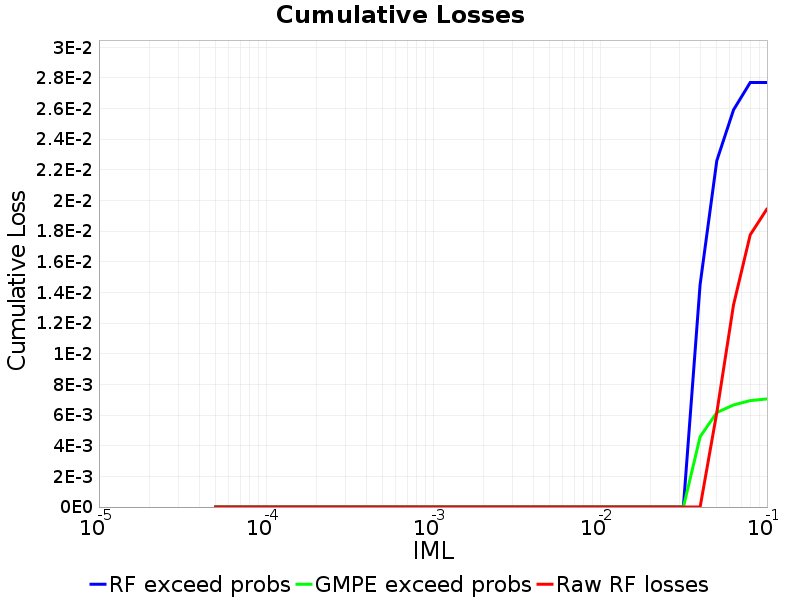 Cumulative Losses
3E-2
2.8E-2
2.6E-2
2.4E-2
2.2E-2
2E-2
1.8E-2
1.6E-2
1.4E-2
1.2E-2
1E-2
8E-3
6E-3
4E-3
2E-3
0E0
Cumulative Loss
10-5 10-4 10-3 10-2 10-1
IML
RF exceed probs GMPE exceed probs Raw RF losses